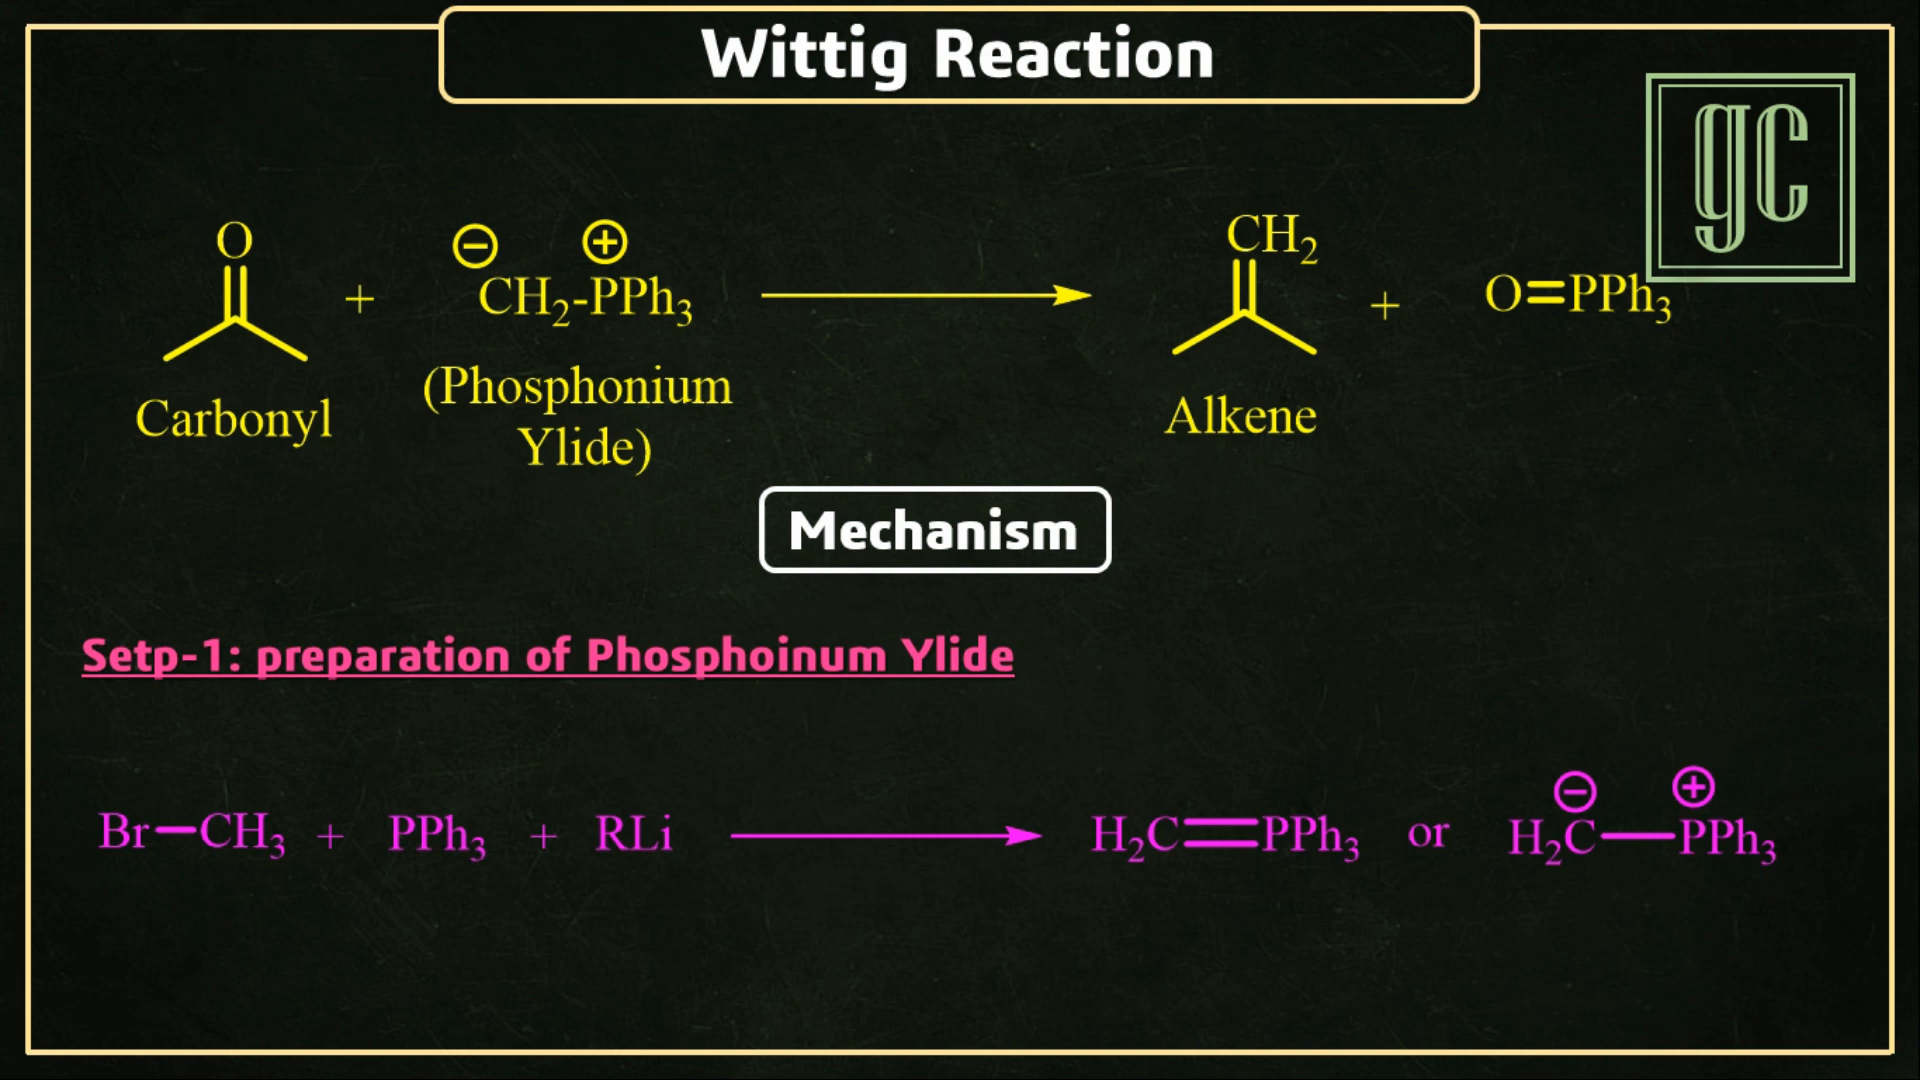 Wittig Reaction
gc
O
⊖ ⊕
CH₂
+ CH₂-PPh₃ + O=PPh₃
(Phosphonium
Ylide)
Carbonyl
Alkene
Mechanism
Setp-1: preparation of Phosphoinum Ylide
⊖ ⊕
Br—CH₃ + PPh₃ + RLi ⟶ H₂C=PPh₃ or H₂C—PPh₃